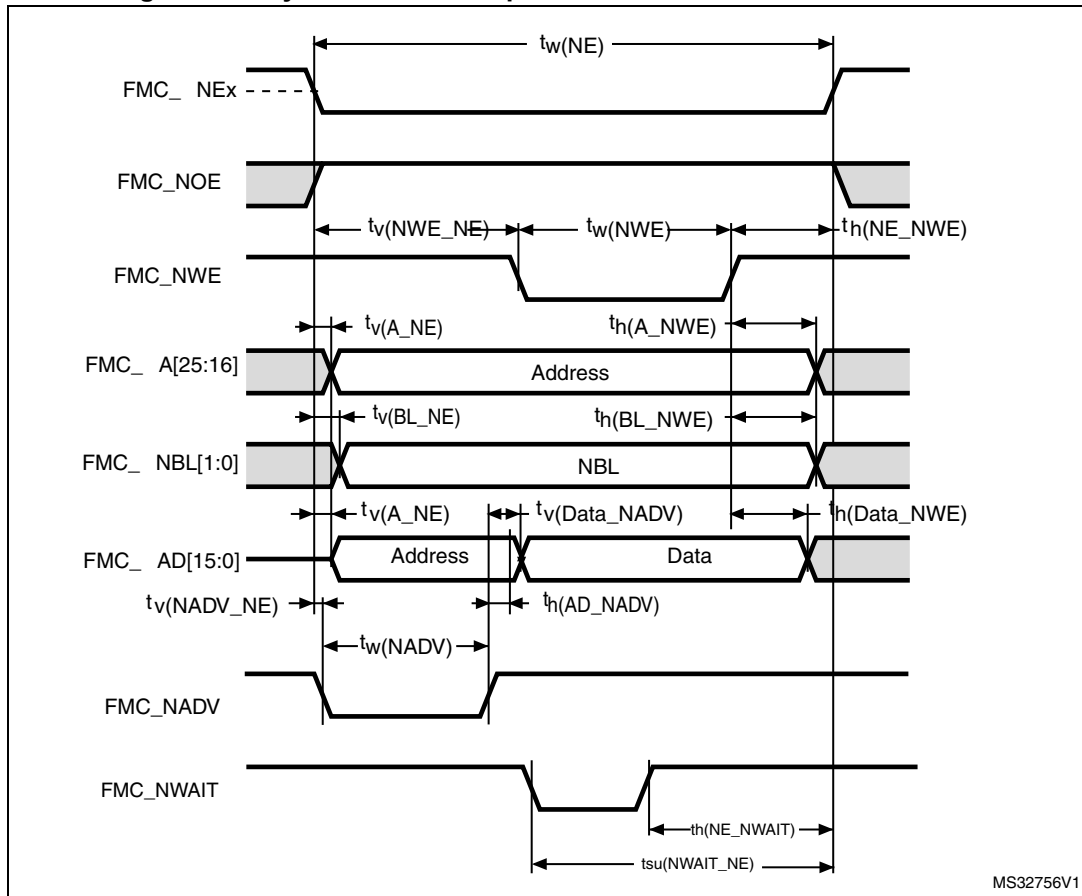 tw(NE)
FMC_ NEx
FMC_NOE
tv(NWE_NE) tw(NWE) th(NE_NWE)
FMC_NWE
tv(A_NE) th(A_NWE)
FMC_ A[25:16] Address
tv(BL_NE) th(BL_NWE)
FMC_ NBL[1:0] NBL
tv(A_NE) tv(Data_NADV) th(Data_NWE)
FMC_ AD[15:0] Address Data
tv(NADV_NE) th(AD_NADV)
tw(NADV)
FMC_NADV
FMC_NWAIT
th(NE_NWAIT)
tsu(NWAIT_NE)
MS32756V1